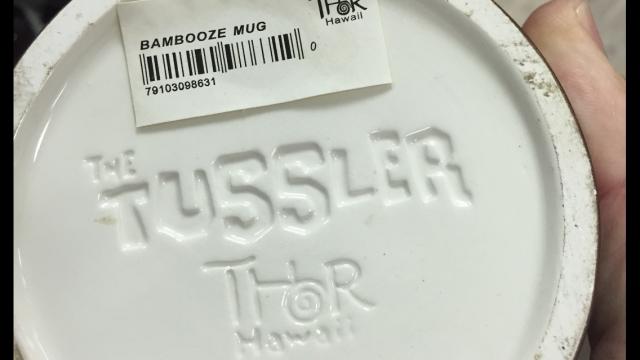 THOR
Hawaii
BAMBOOZE MUG
0
79103098631
THE
TUSSLER
THOR
Hawaii